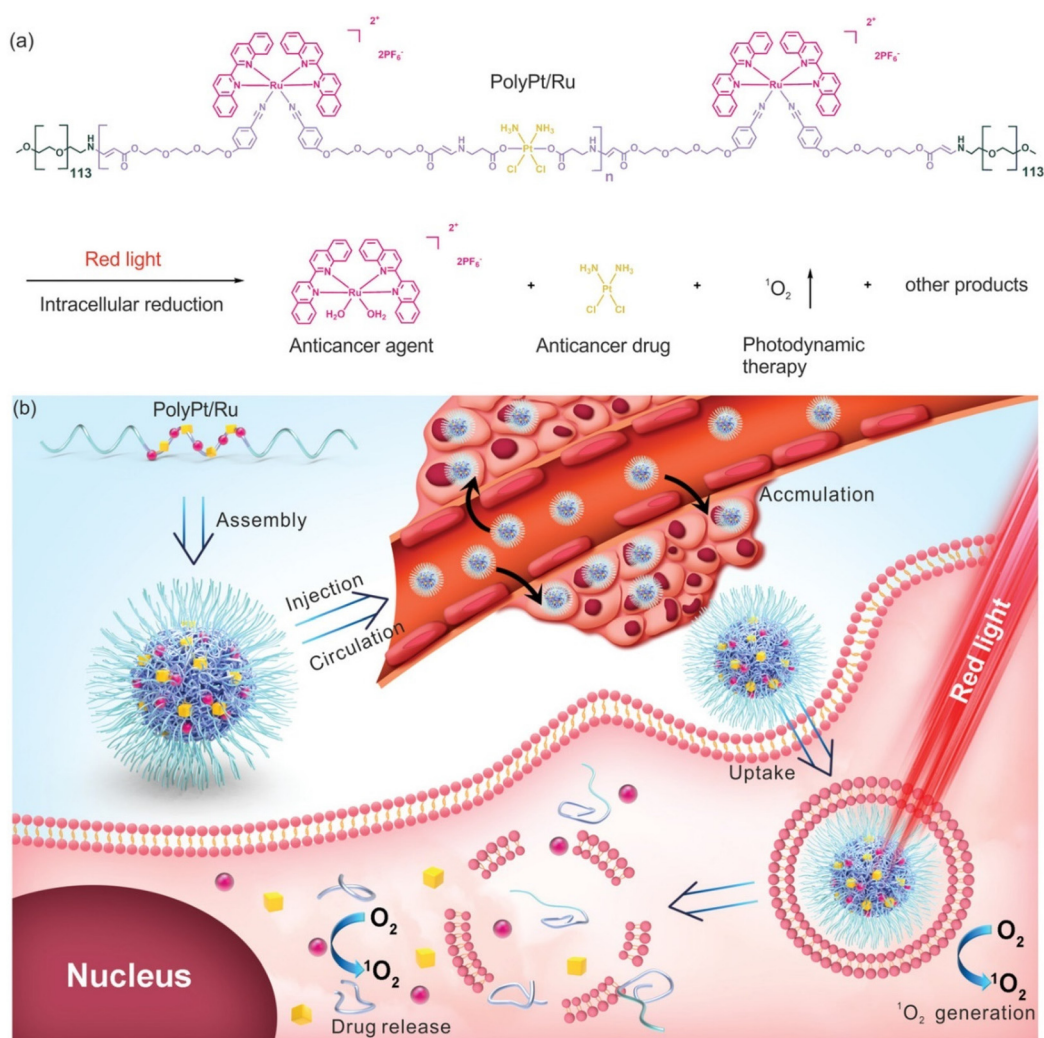 (a)
2+
2PF₆⁻
PolyPt/Ru
2+
2PF₆⁻
N N
N N
Ru
N N
N N
N N
Ru
N N
H₃N NH₃
O
O
113
H
N
O
O
O
O
O
O
O
O
O
O
H
N
O
O
Pt
Cl Cl
O
O
H
N
n
O
O
O
O
O
O
O
O
O
O
H
N
O
O
113
Red light
Intracellular reduction
2+
2PF₆⁻
N N
N N
Ru
H₂O OH₂
Anticancer agent
+
H₃N NH₃
Pt
Cl Cl
Anticancer drug
+
¹O₂
Photodynamic
therapy
+
other products
(b)
PolyPt/Ru
Assembly
Injection
Circulation
Accmulation
Red light
Uptake
Nucleus
O₂
¹O₂
Drug release
O₂
¹O₂
¹O₂ generation